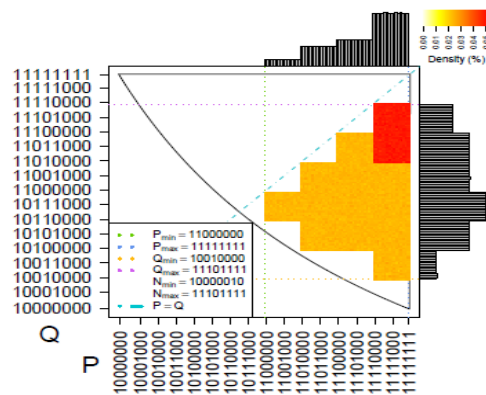 0.00 0.01 0.02 0.03 0.04 0.05
Density (%)
11111111
11111000
11110000
11101000
11100000
11011000
11010000
11001000
11000000
10111000
10110000
10101000
10100000
10011000
10010000
10001000
10000000
Q
Pmin = 11000000
Pmax = 11111111
Qmin = 10010000
Qmax = 11101111
Nmin = 10000010
Nmax = 11101111
P = Q
P
10000000 10001000 10010000 10011000 10100000 10101000 10110000 10111000 11000000 11001000 11010000 11011000 11100000 11101000 11110000 11111000 11111111